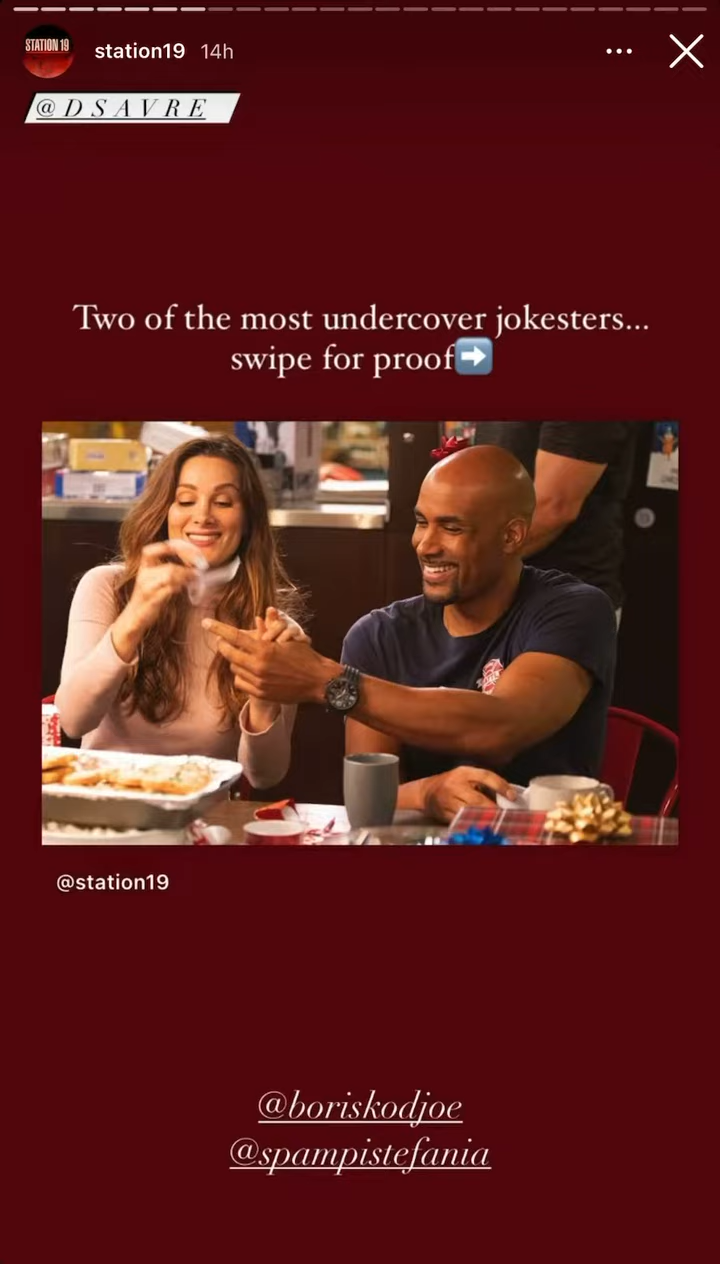 STATION 19
station19 14h
@DSAVRE
Two of the most undercover jokesters...
swipe for proof➡️
@station19
@boriskodjoe
@spampistefania